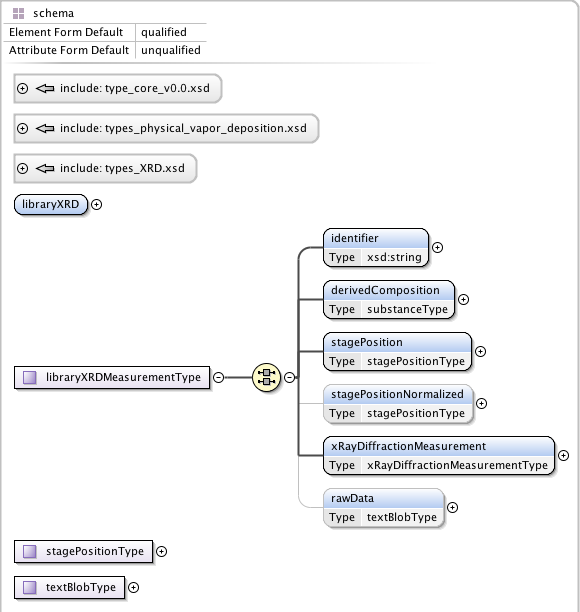 schema
Element Form Default qualified
Attribute Form Default unqualified
include: type_core_v0.0.xsd
include: types_physical_vapor_deposition.xsd
include: types_XRD.xsd
libraryXRD
identifier
Type xsd:string
derivedComposition
Type substanceType
stagePosition
Type stagePositionType
libraryXRDMeasurementType
stagePositionNormalized
Type stagePositionType
xRayDiffractionMeasurement
Type xRayDiffractionMeasurementType
rawData
Type textBlobType
stagePositionType
textBlobType